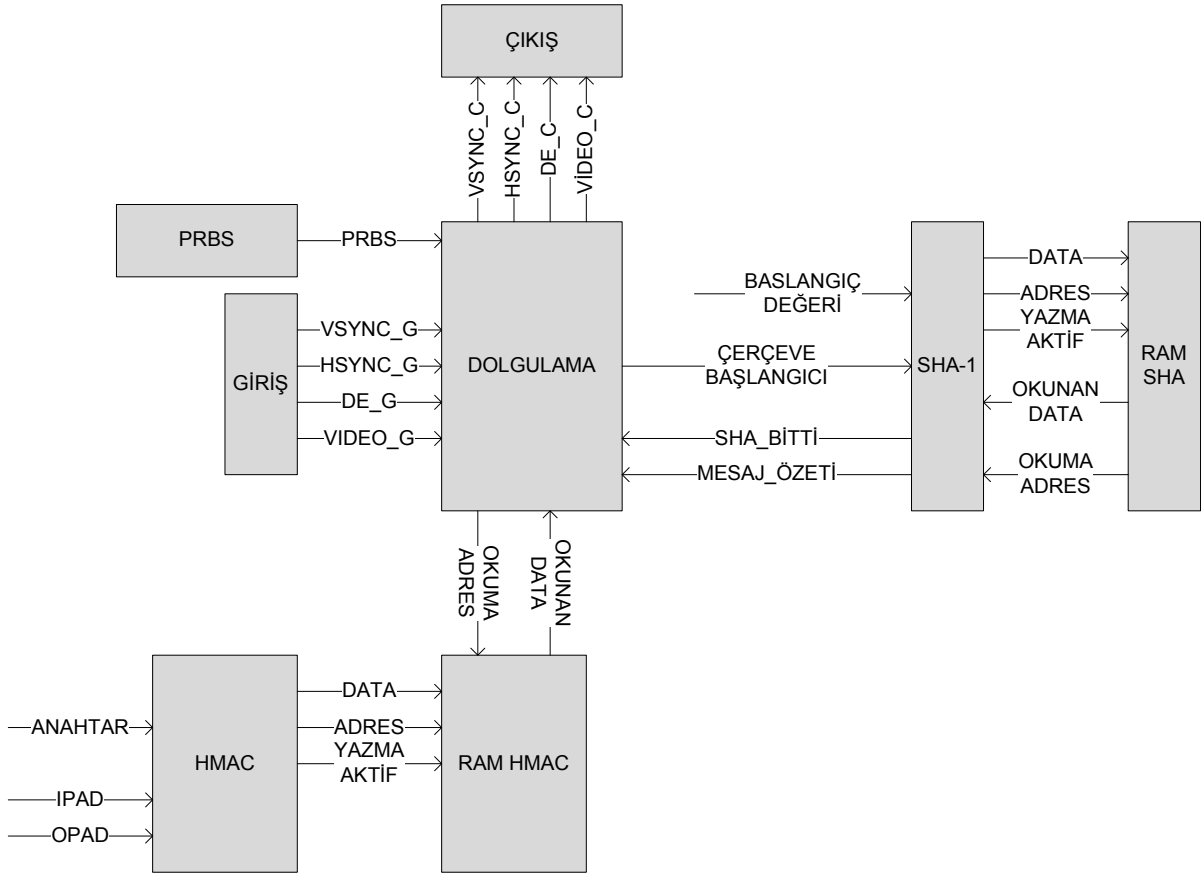 ÇIKIŞ
VSYNC_C
HSYNC_C
DE_C
VİDEO_C
PRBS
PRBS
GİRİŞ
VSYNC_G
HSYNC_G
DE_G
VIDEO_G
DOLGULAMA
BASLANGIÇ
DEĞERİ
ÇERÇEVE
BAŞLANGICI
SHA_BİTTİ
MESAJ_ÖZETİ
SHA-1
DATA
ADRES
YAZMA
AKTİF
OKUNAN
DATA
OKUMA
ADRES
RAM
SHA
OKUMA
ADRES
OKUNAN
DATA
ANAHTAR
IPAD
OPAD
HMAC
DATA
ADRES
YAZMA
AKTİF
RAM HMAC